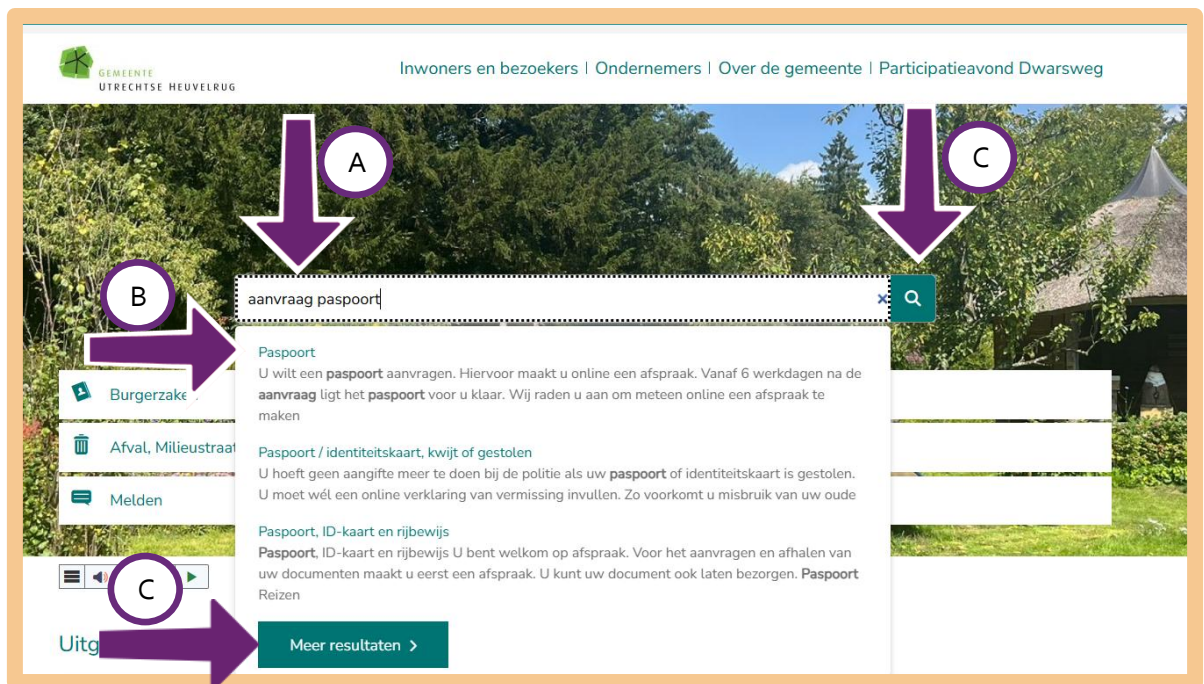 GEMEENTE
UTRECHTSE HEUVELRUG
Inwoners en bezoekers | Ondernemers | Over de gemeente | Participatieavond Dwarsweg
A
C
B
aanvraag paspoort
×
Paspoort
U wilt een paspoort aanvragen. Hiervoor maakt u online een afspraak. Vanaf 6 werkdagen na de
aanvraag ligt het paspoort voor u klaar. Wij raden u aan om meteen online een afspraak te
maken
Burgerzake
Afval, Milieustraat
Paspoort / identiteitskaart, kwijt of gestolen
U hoeft geen aangifte meer te doen bij de politie als uw paspoort of identiteitskaart is gestolen.
U moet wél een online verklaring van vermissing invullen. Zo voorkomt u misbruik van uw oude
Melden
Paspoort, ID-kaart en rijbewijs
Paspoort, ID-kaart en rijbewijs U bent welkom op afspraak. Voor het aanvragen en afhalen van
uw documenten maakt u eerst een afspraak. U kunt uw document ook laten bezorgen. Paspoort
Reizen
C
Uitg
Meer resultaten >